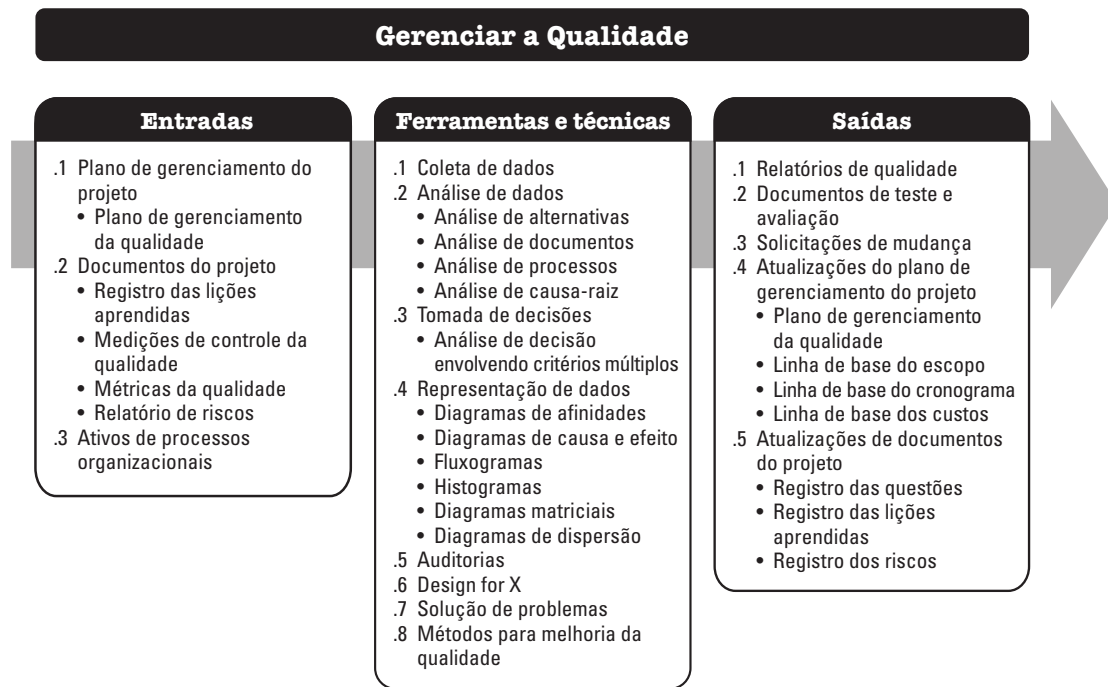 Gerenciar a Qualidade
Entradas
.1 Plano de gerenciamento do
projeto
• Plano de gerenciamento
da qualidade
.2 Documentos do projeto
• Registro das lições
aprendidas
• Medições de controle da
qualidade
• Métricas da qualidade
• Relatório de riscos
.3 Ativos de processos
organizacionais
Ferramentas e técnicas
.1 Coleta de dados
.2 Análise de dados
• Análise de alternativas
• Análise de documentos
• Análise de processos
• Análise de causa-raiz
.3 Tomada de decisões
• Análise de decisão
envolvendo critérios múltiplos
.4 Representação de dados
• Diagramas de afinidades
• Diagramas de causa e efeito
• Fluxogramas
• Histogramas
• Diagramas matriciais
• Diagramas de dispersão
.5 Auditorias
.6 Design for X
.7 Solução de problemas
.8 Métodos para melhoria da
qualidade
Saídas
.1 Relatórios de qualidade
.2 Documentos de teste e
avaliação
.3 Solicitações de mudança
.4 Atualizações do plano de
gerenciamento do projeto
• Plano de gerenciamento
da qualidade
• Linha de base do escopo
• Linha de base do cronograma
• Linha de base dos custos
.5 Atualizações de documentos
do projeto
• Registro das questões
• Registro das lições
aprendidas
• Registro dos riscos